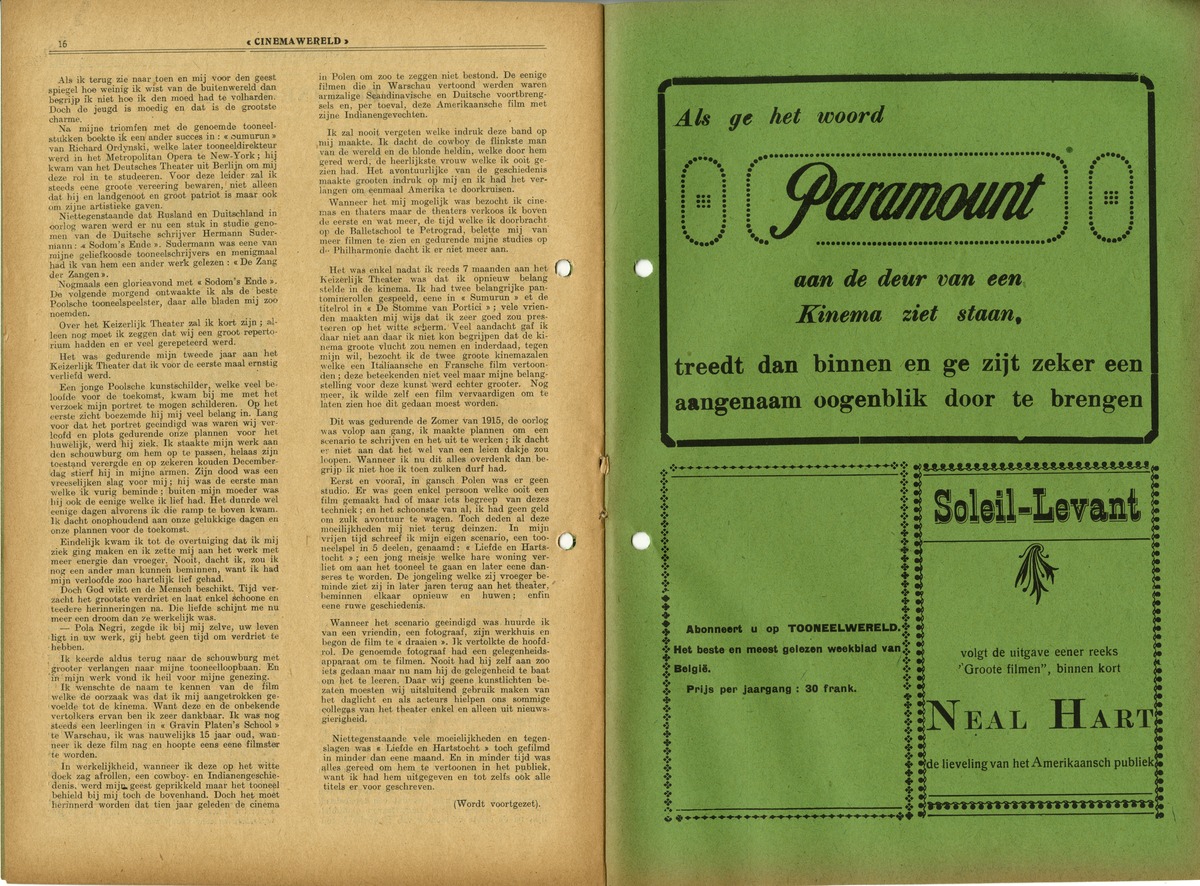 16
« CINEMAWERELD »
Als ik terug zie naar toen en mij voor den geest
spiegel hoe weinig ik wist van de buitenwereld dan
begrijp ik niet hoe ik den moed had te volharden.
Doch de jeugd is moedig en dat is de grootste
charme.
Na mijne triomfen met de genoemde tooneel-
stukken boekte ik een ander succes in : « Sumurun »
van Richard Ordynski, welke later tooneeldirekteur
werd in het Metropolitan Opera te New-York ; hij
kwam van het Deutsches Theater uit Berlijn om mij
deze rol in te studeeren. Voor deze leider zal ik
steeds eene groote vereering bewaren, niet alleen
dat hij en landgenoot en groot patriot is maar ook
om zijne artistieke gaven.
Niettegenstaande dat Rusland en Duitschland in
oorlog waren werd er nu een stuk in studie geno-
men van de Duitsche schrijver Hermann Suder-
mann : « Sodom's Ende ». Sudermann was eene van
mijne geliefkoosde tooneelschrijvers en menigmaal
had ik van hem een ander werk gelezen : « De Zang
der Zangen ».
Nogmaals een glorieavond met « Sodom's Ende ».
De volgende morgend ontwaakte ik als de beste
Poolsche tooneelspeelster, daar alle bladen mij zoo
noemden.
Over het Keizerlijk Theater zal ik kort zijn ; al-
leen nog moet ik zeggen dat wij een groot reperto-
rium hadden en er veel gerepeteerd werd.
Het was gedurende mijn tweede jaar aan het
Keizerlijk Theater dat ik voor de eerste maal ernstig
verliefd werd.
Een jonge Poolsche kunstschilder, welke veel be-
loofde voor de toekomst, kwam bij me met het
verzoek mijn portret te mogen schilderen. Op het
eerste zicht boezemde hij mij veel belang in. Lang
voor dat het portret geeindigd was waren wij ver-
loofd en plots gedurende onze plannen voor het
huwelijk, werd hij ziek. Ik staakte mijn werk aan
den schouwburg om hem op te passen, helaas zijn
toestand verergde en op zekeren kouden December-
dag stierf hij in mijne armen. Zijn dood was een
vreeselijken slag voor mij ; hij was de eerste man
welke ik vurig beminde ; buiten mijn moeder was
hij ook de eenige welke ik lief had. Het duurde wel
eenige dagen alvorens ik die ramp te boven kwam.
Ik dacht onophoudend aan onze gelukkige dagen en
onze plannen voor de toekomst.
Eindelijk kwam ik tot de overtuiging dat ik mij
ziek ging maken en ik zette mij aan het werk met
meer energie dan vroeger. Nooit, dacht ik, zou ik
nog een ander man kunnen beminnen, want ik had
mijn verloofde zoo hartelijk lief gehad.
Doch God wikt en de Mensch beschikt. Tijd ver-
zacht het grootste verdriet en laat enkel schoone en
teedere herinneringen na. Die liefde schijnt me nu
meer een droom dan ze werkelijk was.
— Pola Negri, zegde ik bij mij zelve, uw leven
ligt in uw werk, gij hebt geen tijd om verdriet te
hebben.
Ik keerde aldus terug naar de schouwburg met
grooter verlangen naar mijne tooneelloopbaan. En
in mijn werk vond ik heil voor mijne genezing.
Ik wenschte de naam te kennen van de film
welke de oorzaak was dat ik mij aangetrokken ge-
voelde tot de kinema. Want deze en de onbekende
vertolkers ervan ben ik zeer dankbaar. Ik was nog
steeds een leerlingen in « Gravin Platen's School »
te Warschau, ik was nauwelijks 15 jaar oud, wan-
neer ik deze film nag en hoopte eens eene filmster
te worden.
In werkelijkheid, wanneer ik deze op het witte
doek zag afrollen, een cowboy- en Indianengeschie-
denis, werd mijn geest geprikkeld maar het tooneel
behield bij mij toch de bovenhand. Doch het moet
herinnerd worden dat tien jaar geleden de cinema
in Polen om zoo te zeggen niet bestond. De eenige
filmen die in Warschau vertoond werden waren
armzalige Scandinavische en Duitsche voortbreng-
sels en, per toeval, deze Amerikaansche film met
zijne Indianengevechten.
Ik zal nooit vergeten welke indruk deze band op
mij maakte. Ik dacht de cowboy de flinkste man
van de wereld en de blonde heldin, welke door hem
gered werd, de heerlijkste vrouw welke ik ooit ge-
zien had. Het avontuurlijke van de geschiedenis
maakte grooten indruk op mij en ik had het ver-
langen om eenmaal Amerika te doorkruisen.
Wanneer het mij mogelijk was bezocht ik cine-
mas en thaters maar de theaters verkoos ik boven
de eerste en wat meer, de tijd welke ik doorbracht
op de Balletschool te Petrograd, belette mij van
meer filmen te zien en gedurende mijne studies op
de Philharmonie dacht ik er niet meer aan.
Het was enkel nadat ik reeds 7 maanden aan het
Keizerlijk Theater was dat ik opnieuw belang
stelde in de kinema. Ik had twee belangrijke pan-
tominerollen gespeeld, eene in « Sumurun » et de
titelrol in « De Stomme van Portici » ; vele vrien-
den maakten mij wijs dat ik zeer goed zou pres-
teeren op het witte scherm. Veel aandacht gaf ik
daar niet aan daar ik niet kon begrijpen dat de ki-
nema groote vlucht zou nemen en inderdaad, tegen
mijn wil, bezocht ik de twee groote kinemazalen
welke een Italiaansche en Fransche film vertoon-
den ; deze beteekenden niet veel maar mijne belang-
stelling voor deze kunst werd echter grooter. Nog
meer, ik wilde zelf een film vervaardigen om te
laten zien hoe dit gedaan moest worden.
Dit was gedurende de Zomer van 1915, de oorlog
was volop aan gang, ik maakte plannen om een
scenario te schrijven en het uit te werken ; ik dacht
er niet aan dat het wel van een leien dakje zou
loopen. Wanneer ik nu dit alles overdenk dan be-
grijp ik niet hoe ik toen zulken durf had.
Eerst en vooral, in gansch Polen was er geen
studio. Er was geen enkel persoon welke ooit een
film gemaakt had of maar iets begreep van dezes
techniek ; en het schoonste van al, ik had geen geld
om zulk avontuur te wagen. Toch deden al deze
moeilijkheden mij niet terug deinzen. In mijn
vrijen tijd schreef ik mijn eigen scenario, een too-
neelspel in 5 deelen, genaamd : « Liefde en Harts-
tocht » ; een jong meisje welke hare woning ver-
liet om aan het tooneel te gaan en later eene dan-
seres te worden. De jongeling welke zij vroeger be-
minde ziet zij in later jaren terug aan het theater,
beminnen elkaar opnieuw en huwen ; enfin
eene ruwe geschiedenis.
Wanneer het scenario geeindigd was huurde ik
van een vriendin, een fotograaf, zijn werkhuis en
begon de film te « draaien ». Ik vertolkte de hoofd-
rol. De genoemde fotograaf had een gelegenheids-
apparaat om te filmen. Nooit had hij zelf aan zoo
iets gedaan maar nu nam hij de gelegenheid te baat
om het te leeren. Daar wij geene kunstlichten be-
zaten moesten wij uitsluitend gebruik maken van
het daglicht en als acteurs hielpen ons sommige
collegas van het theater enkel en alleen uit nieuws-
gierigheid.
Niettegenstaande vele moeielijkheden en tegen-
slagen was « Liefde en Hartstocht » toch gefilmd
in minder dan eene maand. En in minder tijd was
alles gereed om hem te vertoonen in het publiek,
want ik had hem uitgegeven en tot zelfs ook alle
titels er voor geschreven.
(Wordt voortgezet).
Als ge het woord
Paramount
aan de deur van een
Kinema ziet staan,
treedt dan binnen en ge zijt zeker een
aangenaam oogenblik door te brengen
Abonneert u op TOONEELWERELD.
Het beste en meest gelezen weekblad van
België.
Prijs per jaargang : 30 frank.
Soleil-Levant
volgt de uitgave eener reeks
"Groote filmen", binnen kort
NEAL HART
de lieveling van het Amerikaansch publiek